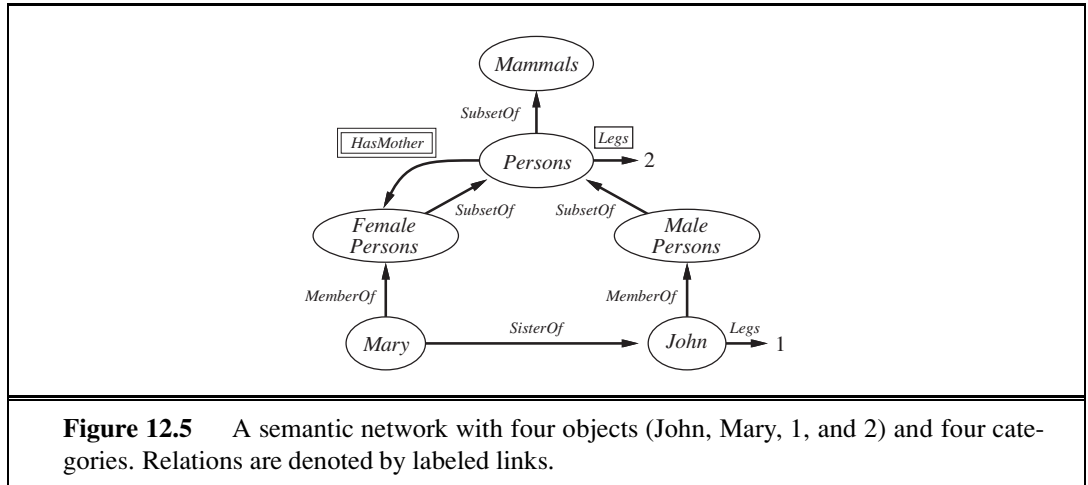 Mammals
SubsetOf
HasMother
Legs
Persons
2
SubsetOf
SubsetOf
Female
Persons
Male
Persons
MemberOf
MemberOf
Mary
SisterOf
John
Legs
1
Figure 12.5 A semantic network with four objects (John, Mary, 1, and 2) and four cate-
gories. Relations are denoted by labeled links.